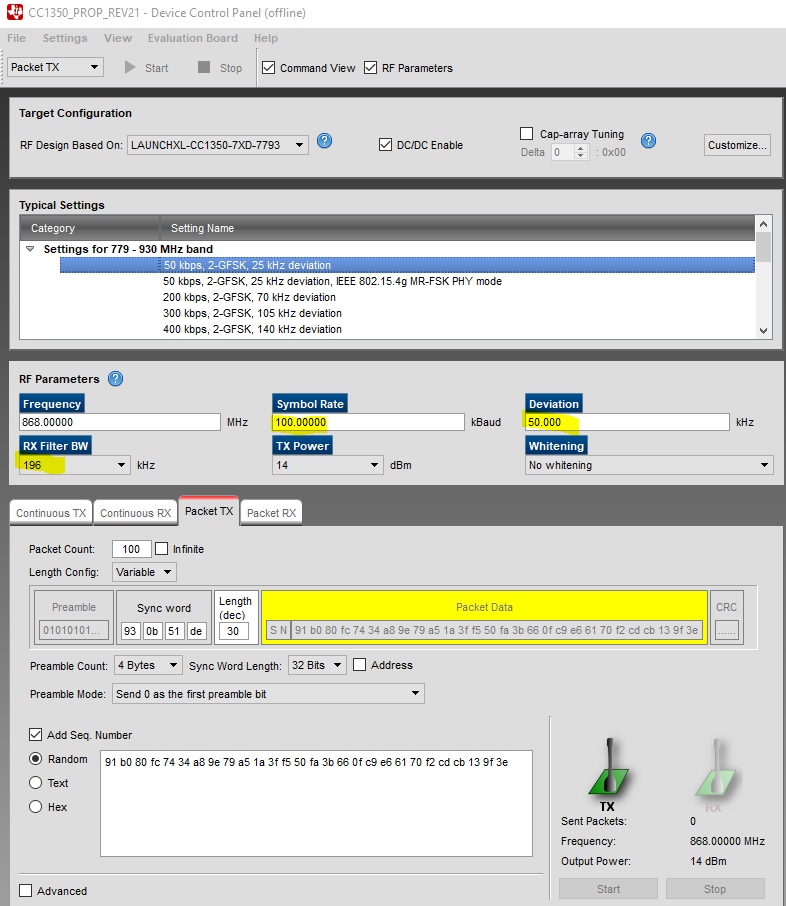 CC1350_PROP_REV21 - Device Control Panel (offline)
File Settings View Evaluation Board Help
Packet TX Start Stop Command View RF Parameters
Target Configuration
RF Design Based On: LAUNCHXL-CC1350-7XD-7793 ? DC/DC Enable Cap-array Tuning ? Customize...
Delta 0 : 0x00
Typical Settings
Category Setting Name
Settings for 779 - 930 MHz band
50 kbps, 2-GFSK, 25 kHz deviation
50 kbps, 2-GFSK, 25 kHz deviation, IEEE 802.15.4g MR-FSK PHY mode
200 kbps, 2-GFSK, 70 kHz deviation
300 kbps, 2-GFSK, 105 kHz deviation
400 kbps, 2-GFSK, 140 kHz deviation
RF Parameters ?
Frequency Symbol Rate Deviation
868.00000 MHz 100.00000 kBaud 50.000 kHz
RX Filter BW TX Power Whitening
196 kHz 14 dBm No whitening
Continuous TX Continuous RX Packet TX Packet RX
Packet Count: 100 Infinite
Length Config: Variable
Preamble Sync word Length (dec) Packet Data CRC
01010101... 93 0b 51 de 30 S N 91 b0 80 fc 74 34 a8 9e 79 a5 1a 3f f5 50 fa 3b 66 0f c9 e6 61 70 f2 cd cb 13 9f 3e ......
Preamble Count: 4 Bytes Sync Word Length: 32 Bits Address
Preamble Mode: Send 0 as the first preamble bit
Add Seq. Number
Random 91 b0 80 fc 74 34 a8 9e 79 a5 1a 3f f5 50 fa 3b 66 0f c9 e6 61 70 f2 cd cb 13 9f 3e
Text
Hex
TX RX
Sent Packets: 0
Frequency: 868.00000 MHz
Output Power: 14 dBm
Start Stop
Advanced